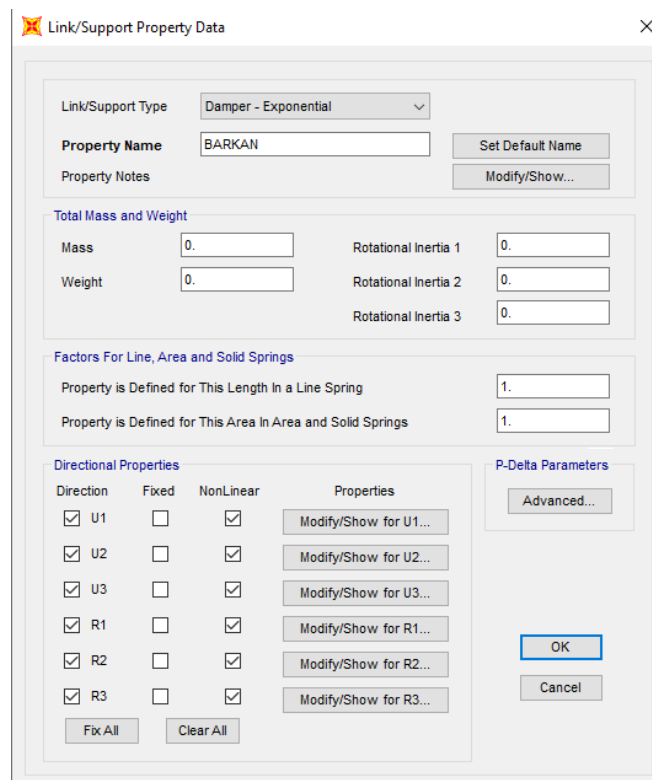 Link/Support Property Data
Link/Support Type Damper - Exponential
Property Name BARKAN Set Default Name
Property Notes Modify/Show...
Total Mass and Weight
Mass 0. Rotational Inertia 1 0.
Weight 0. Rotational Inertia 2 0.
Rotational Inertia 3 0.
Factors For Line, Area and Solid Springs
Property is Defined for This Length In a Line Spring 1.
Property is Defined for This Area In Area and Solid Springs 1.
Directional Properties P-Delta Parameters
Direction Fixed NonLinear Properties Advanced...
U1 Modify/Show for U1...
U2 Modify/Show for U2...
U3 Modify/Show for U3...
R1 Modify/Show for R1...
R2 Modify/Show for R2... OK
R3 Modify/Show for R3... Cancel
Fix All Clear All